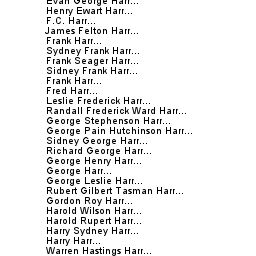 Evan George Harr...
Henry Ewart Harr...
F.C. Harr...
James Felton Harr...
Frank Harr...
Sydney Frank Harr...
Frank Seager Harr...
Sidney Frank Harr...
Frank Harr...
Fred Harr...
Leslie Frederick Harr...
Randall Frederick Ward Harr...
George Stephenson Harr...
George Pain Hutchinson Harr...
Sidney George Harr...
Richard George Harr...
George Henry Harr...
George Harr...
George Leslie Harr...
Rubert Gilbert Tasman Harr...
Gordon Roy Harr...
Harold Wilson Harr...
Harold Rupert Harr...
Harry Sydney Harr...
Harry Harr...
Warren Hastings Harr...